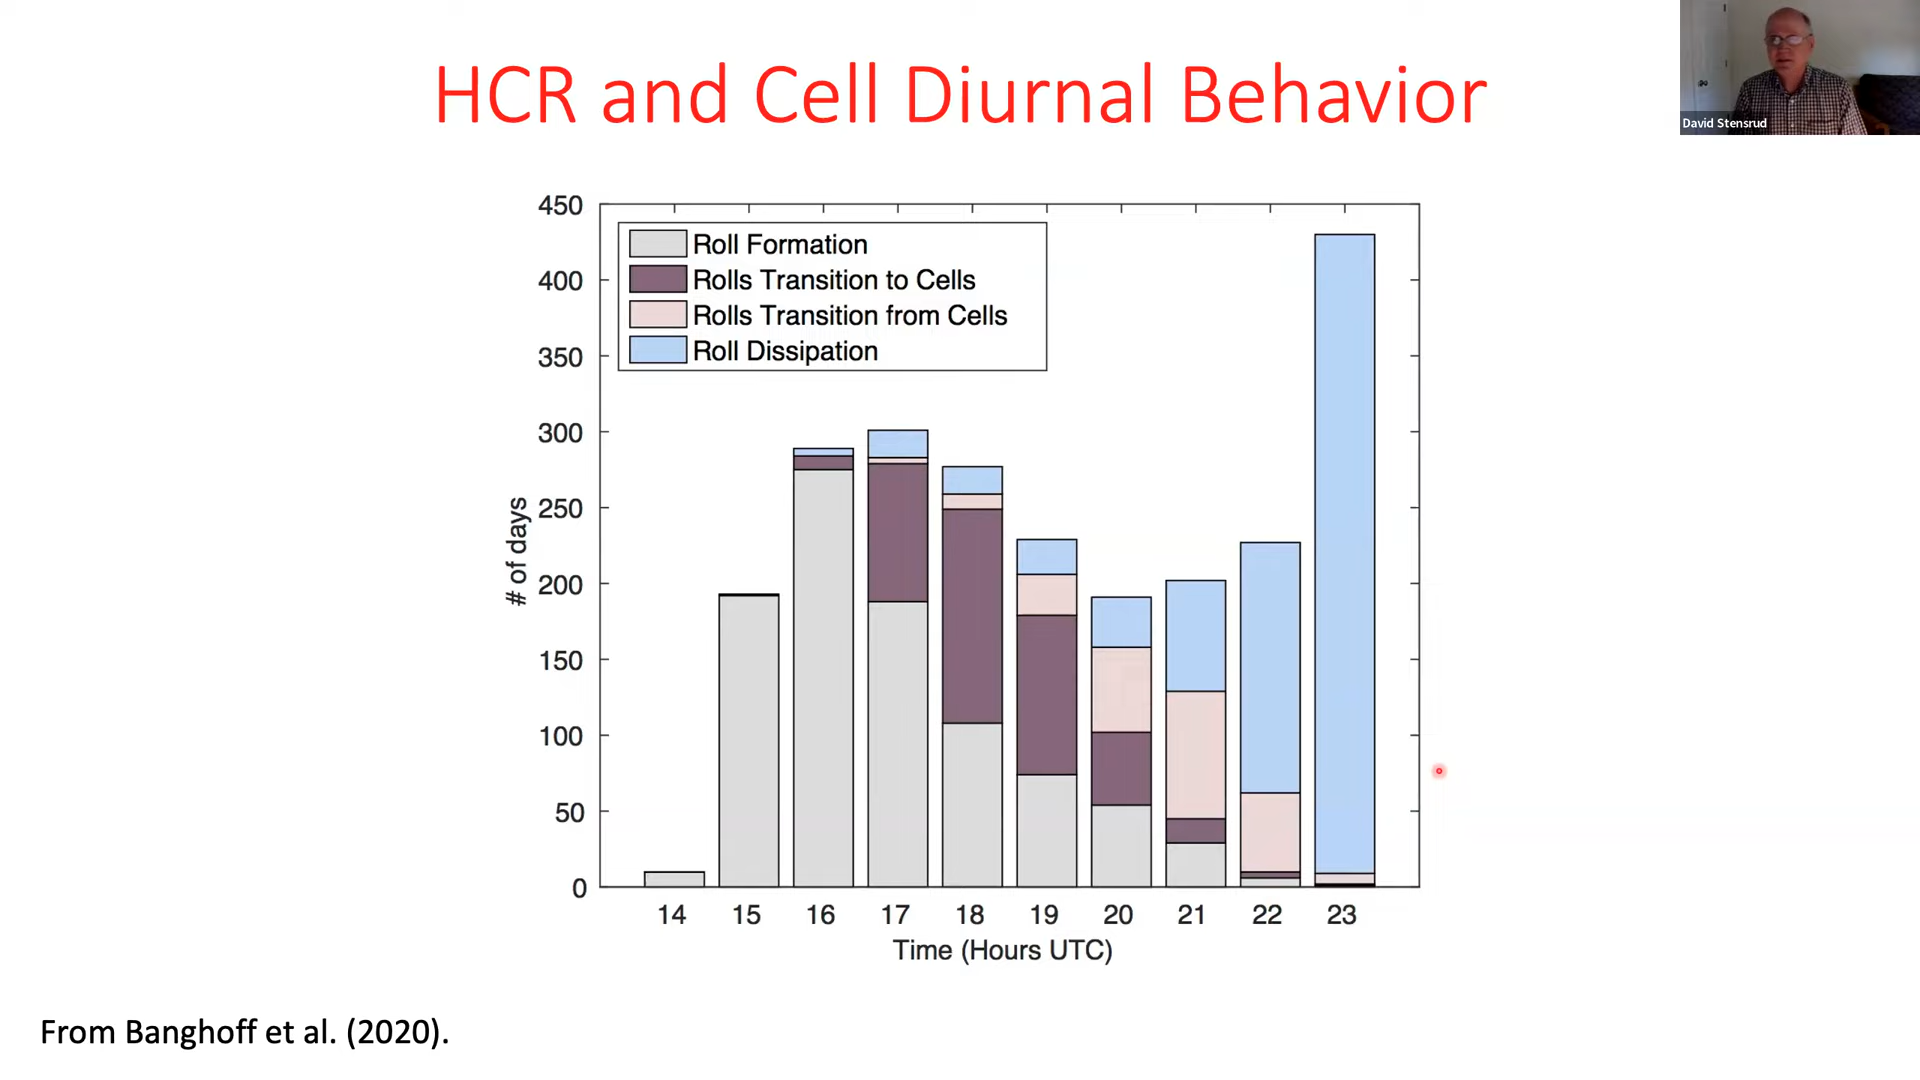 HCR and Cell Diurnal Behavior
David Stensrud
450
400
350
300
250
200
150
100
50
0
# of days
Roll Formation
Rolls Transition to Cells
Rolls Transition from Cells
Roll Dissipation
14 15 16 17 18 19 20 21 22 23
Time (Hours UTC)
From Banghoff et al. (2020).